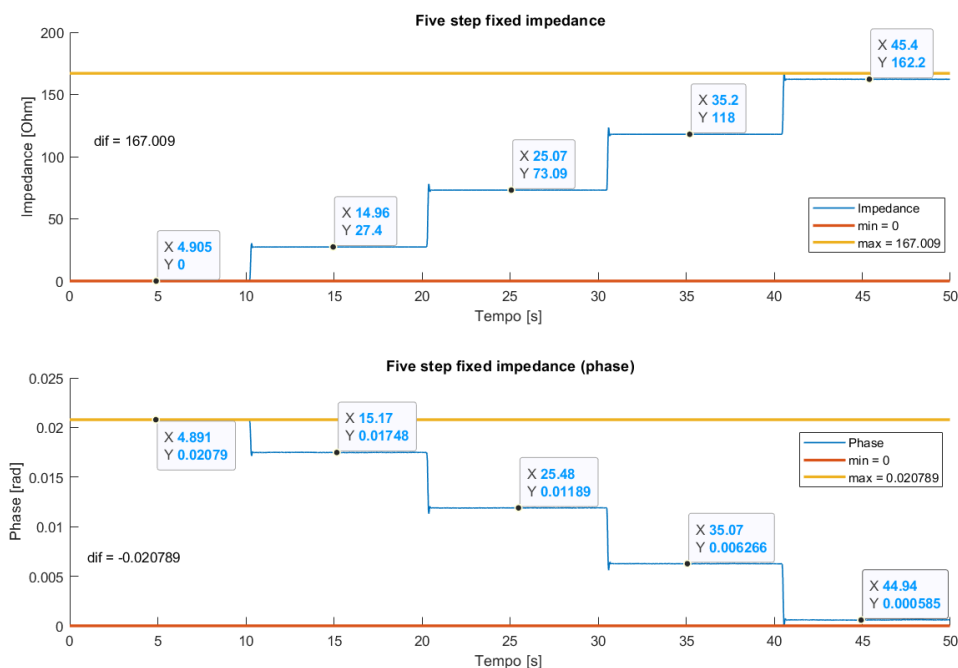 Five step fixed impedance
200
150
100
50
0
Impedance [Ohm]
dif = 167.009
X 4.905
Y 0
X 14.96
Y 27.4
X 25.07
Y 73.09
X 35.2
Y 118
X 45.4
Y 162.2
Impedance
min = 0
max = 167.009
0 5 10 15 20 25 30 35 40 45 50
Tempo [s]
Five step fixed impedance (phase)
0.025
0.02
0.015
0.01
0.005
0
Phase [rad]
dif = -0.020789
X 4.891
Y 0.02079
X 15.17
Y 0.01748
X 25.48
Y 0.01189
X 35.07
Y 0.006266
X 44.94
Y 0.000585
Phase
min = 0
max = 0.020789
0 5 10 15 20 25 30 35 40 45 50
Tempo [s]